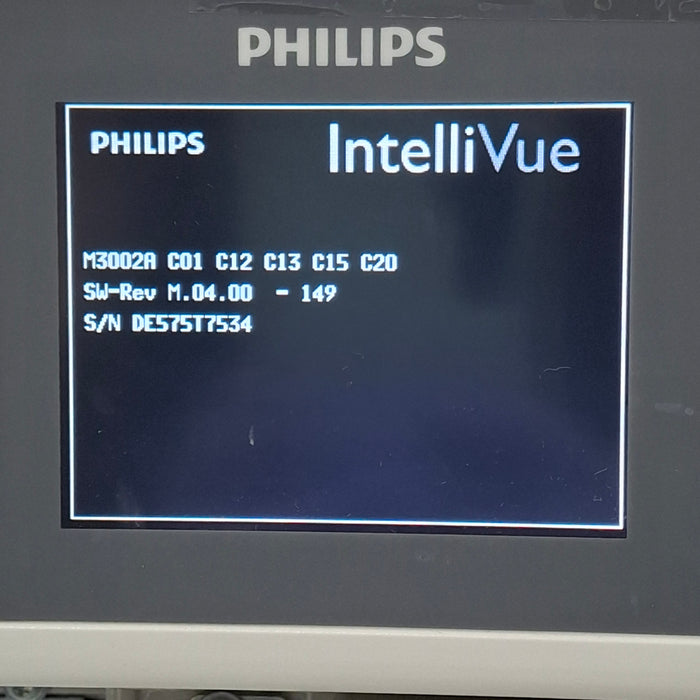 PHILIPS
PHILIPS IntelliVue
M3002A C01 C12 C13 C15 C20
SW-Rev M.04.00 - 149
S/N DE575T7534